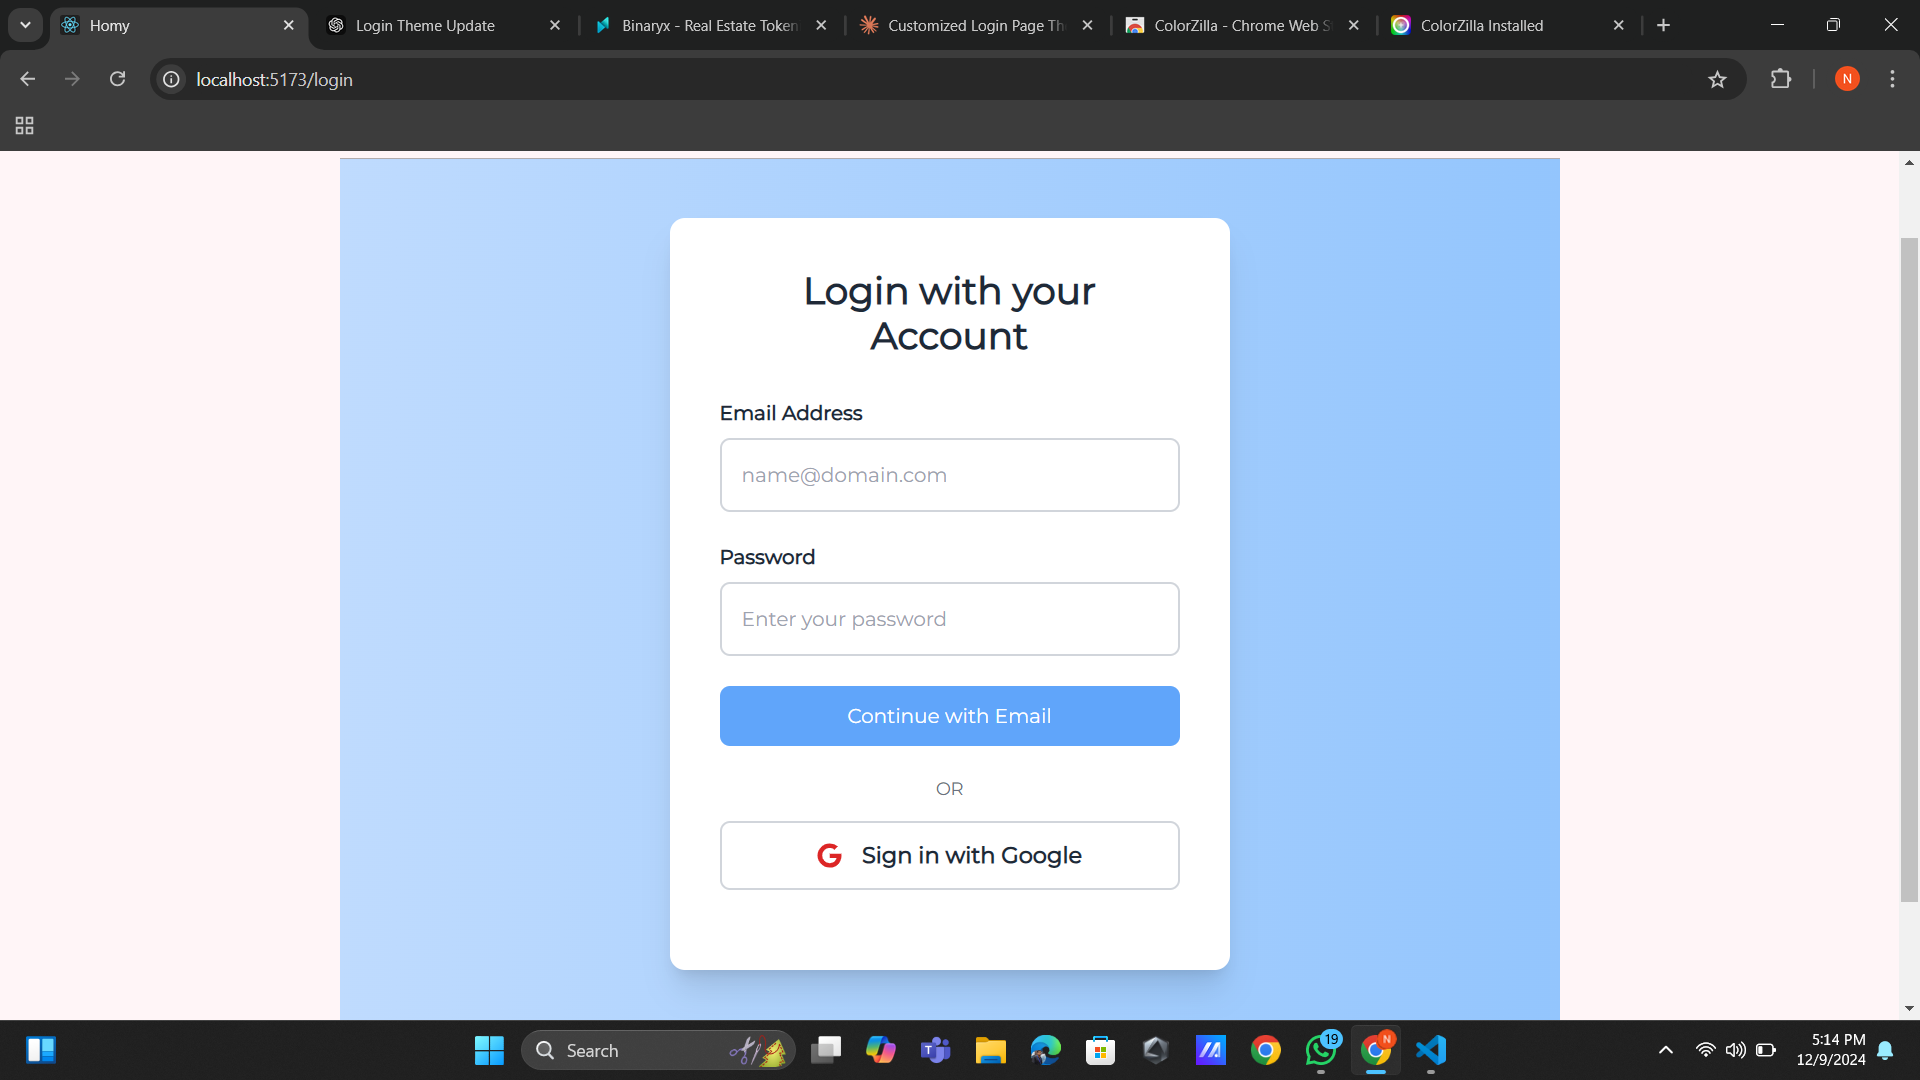 Homy
Login Theme Update
Binaryx - Real Estate Token
Customized Login Page Th
ColorZilla - Chrome Web S
ColorZilla Installed
localhost:5173/login
N
Login with your
Account
Email Address
name@domain.com
Password
Enter your password
Continue with Email
OR
G Sign in with Google
Search
T
19
N
5:14 PM
12/9/2024